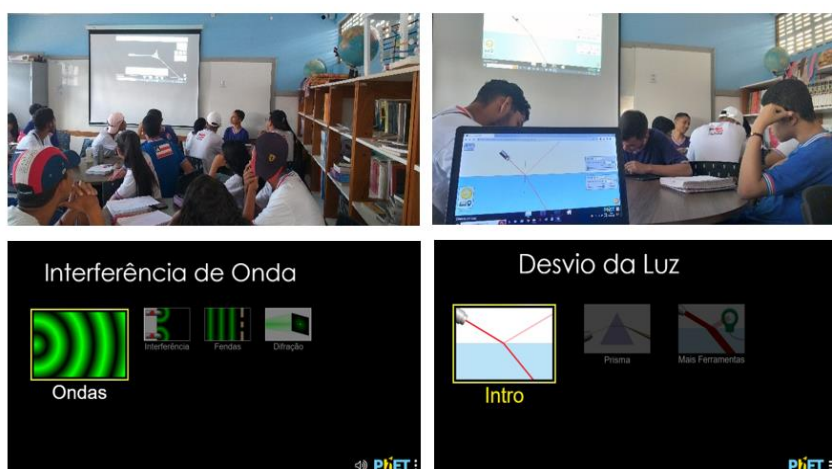 Interferência de Onda
Ondas
Interferência
Fendas
Difração
PhET
Desvio da Luz
Intro
Prisma
Mais Ferramentas
PhET